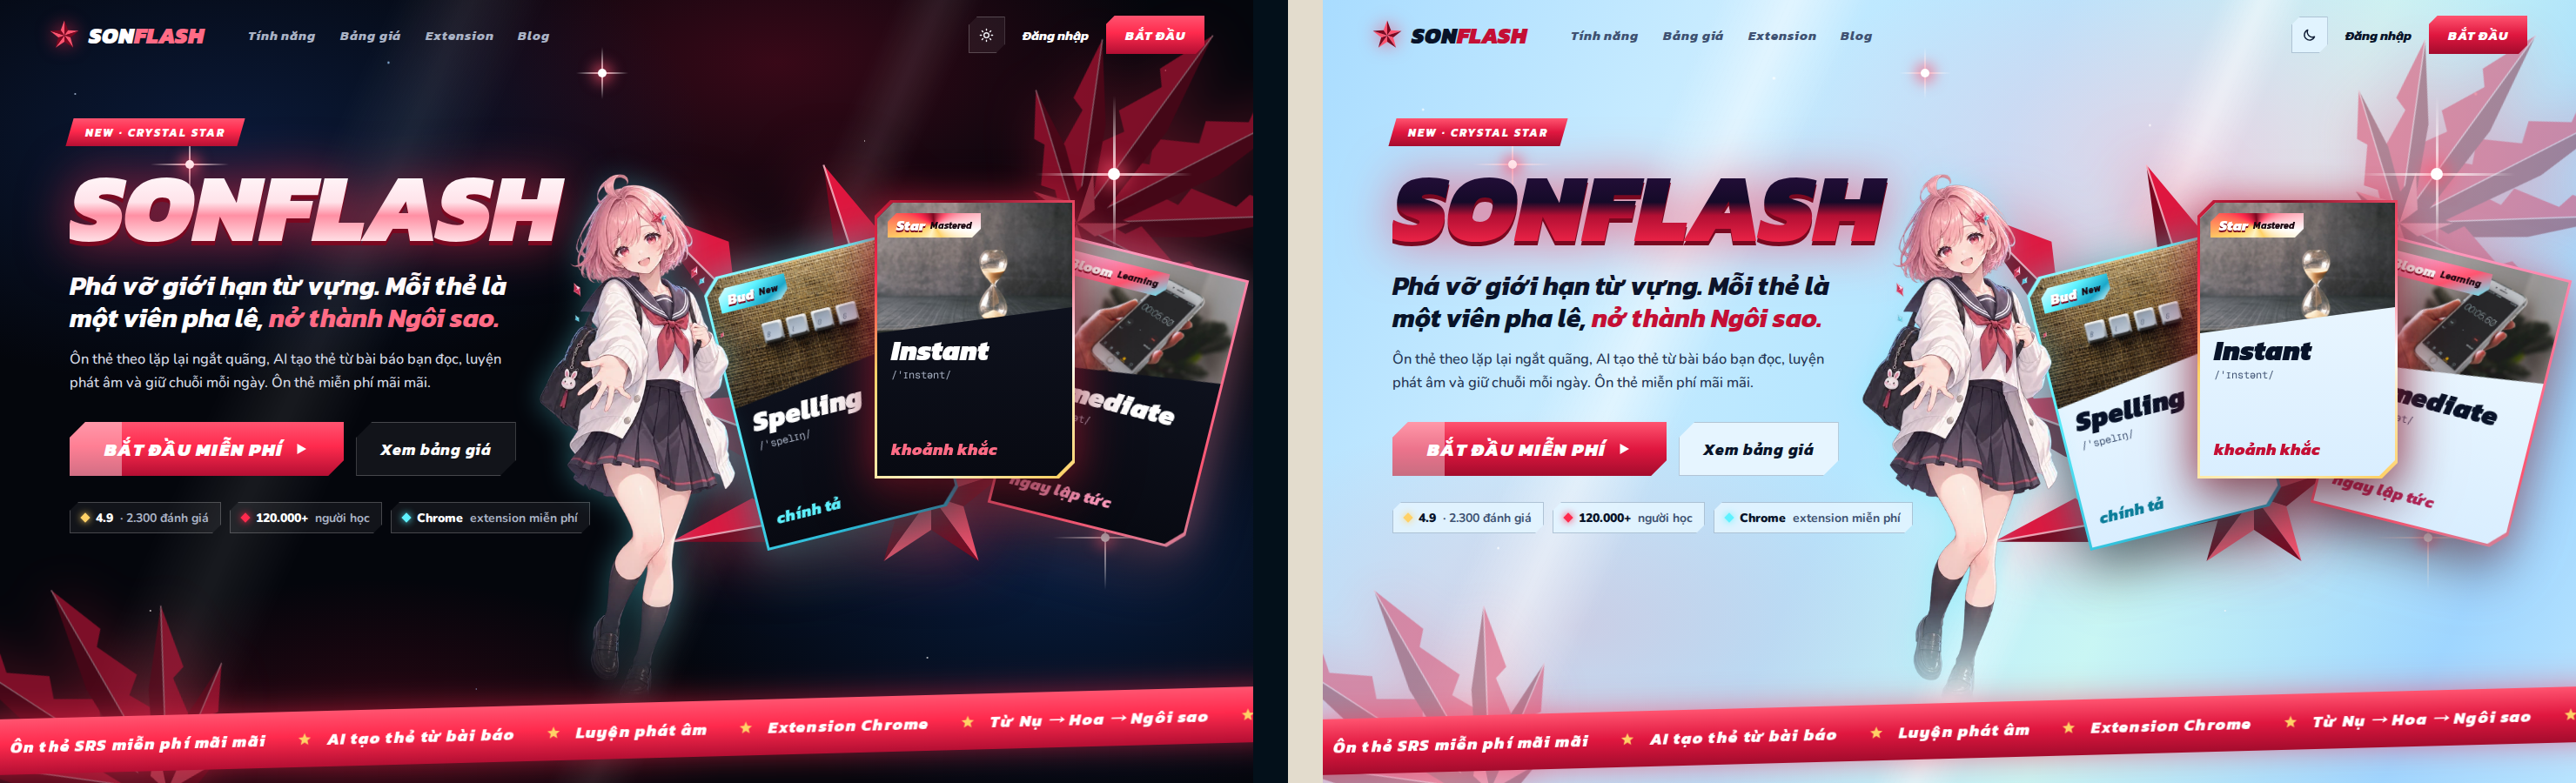 SONFLASH
Tính năng
Bảng giá
Extension
Blog
Đăng nhập
BẮT ĐẦU
NEW · CRYSTAL STAR
SONFLASH
Phá vỡ giới hạn từ vựng. Mỗi thẻ là
một viên pha lê, nở thành Ngôi sao.
Ôn thẻ theo lặp lại ngắt quãng, AI tạo thẻ từ bài báo bạn đọc, luyện
phát âm và giữ chuỗi mỗi ngày. Ôn thẻ miễn phí mãi mãi.
BẮT ĐẦU MIỄN PHÍ
Xem bảng giá
4.9 · 2.300 đánh giá
120.000+ người học
Chrome extension miễn phí
Bud New
Spelling
/ˈspelɪŋ/
chính tả
Star Mastered
Instant
/ˈɪnstənt/
khoảnh khắc
Bloom Learning
mediate
ngay lập tức
Ôn thẻ SRS miễn phí mãi mãi
AI tạo thẻ từ bài báo
Luyện phát âm
Extension Chrome
Từ Nụ → Hoa → Ngôi sao
SONFLASH
Tính năng
Bảng giá
Extension
Blog
Đăng nhập
BẮT ĐẦU
NEW · CRYSTAL STAR
SONFLASH
Phá vỡ giới hạn từ vựng. Mỗi thẻ là
một viên pha lê, nở thành Ngôi sao.
Ôn thẻ theo lặp lại ngắt quãng, AI tạo thẻ từ bài báo bạn đọc, luyện
phát âm và giữ chuỗi mỗi ngày. Ôn thẻ miễn phí mãi mãi.
BẮT ĐẦU MIỄN PHÍ
Xem bảng giá
4.9 · 2.300 đánh giá
120.000+ người học
Chrome extension miễn phí
Bud New
Spelling
/ˈspelɪŋ/
chính tả
Star Mastered
Instant
/ˈɪnstənt/
khoảnh khắc
Bloom Learning
mediate
ngay lập tức
Ôn thẻ SRS miễn phí mãi mãi
AI tạo thẻ từ bài báo
Luyện phát âm
Extension Chrome
Từ Nụ → Hoa → Ngôi sao